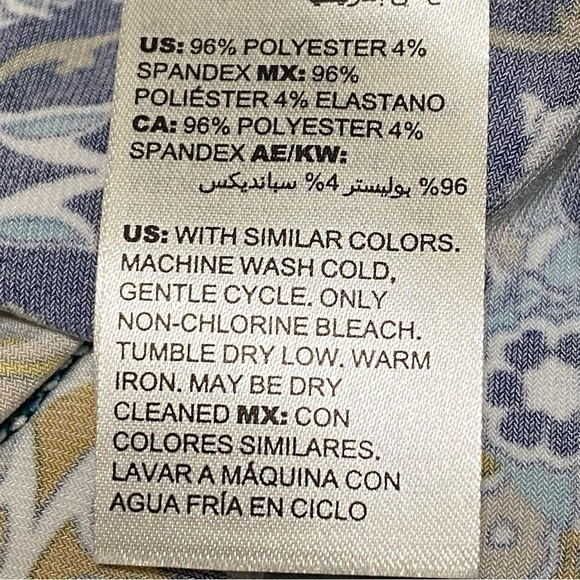 US: 96% POLYESTER 4%
SPANDEX MX: 96%
POLIÉSTER 4% ELASTANO
CA: 96% POLYESTER 4%
SPANDEX AE/KW:
96% بوليستر 4% سبانديكس
US: WITH SIMILAR COLORS.
MACHINE WASH COLD,
GENTLE CYCLE. ONLY
NON-CHLORINE BLEACH.
TUMBLE DRY LOW. WARM
IRON. MAY BE DRY
CLEANED MX: CON
COLORES SIMILARES.
LAVAR A MÁQUINA CON
AGUA FRÍA EN CICLO